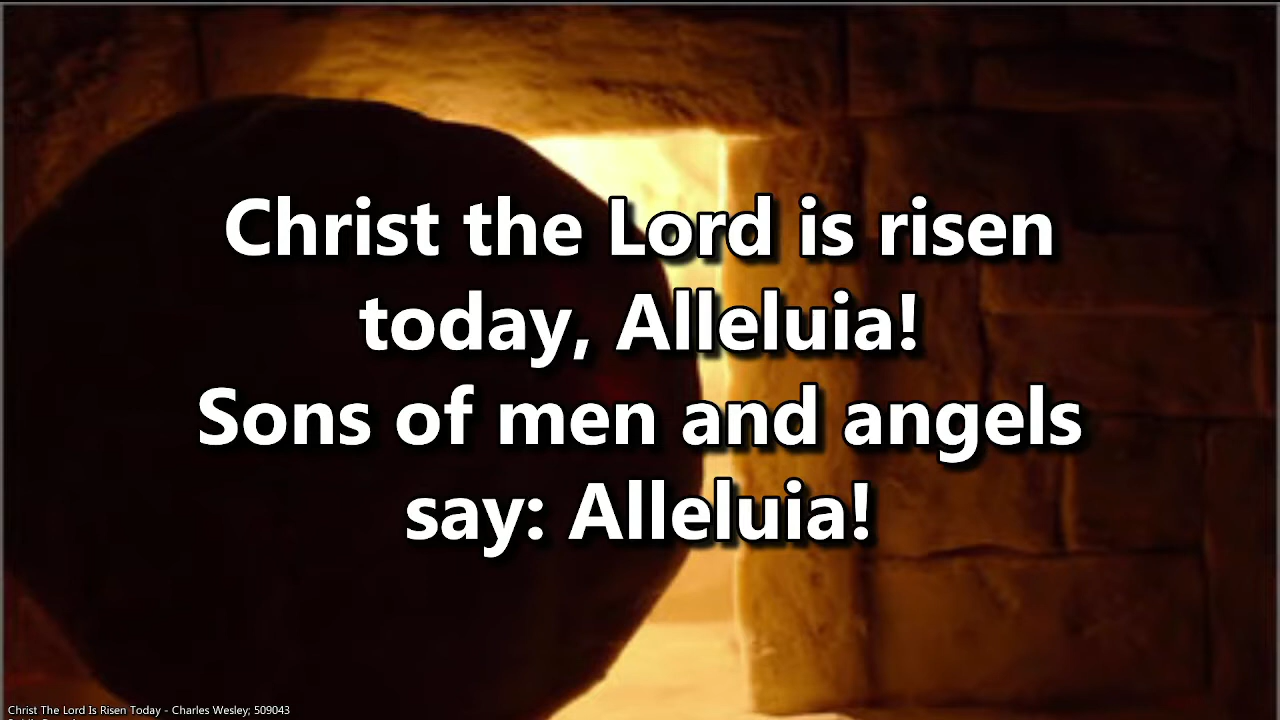 Christ the Lord is risen
today, Alleluia!
Sons of men and angels
say: Alleluia!
Christ The Lord Is Risen Today - Charles Wesley; 509043